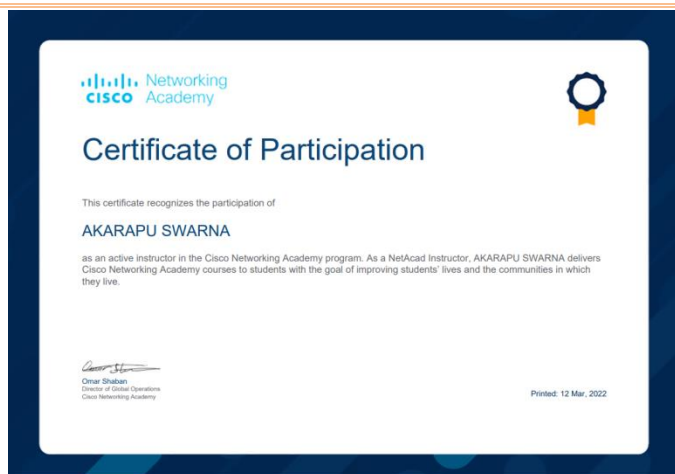 Networking
CISCO Academy
Certificate of Participation
This certificate recognizes the participation of
AKARAPU SWARNA
as an active instructor in the Cisco Networking Academy program. As a NetAcad Instructor, AKARAPU SWARNA delivers
Cisco Networking Academy courses to students with the goal of improving students' lives and the communities in which
they live.
Omar Shaban
Director of Global Operations
Cisco Networking Academy
Printed: 12 Mar, 2022